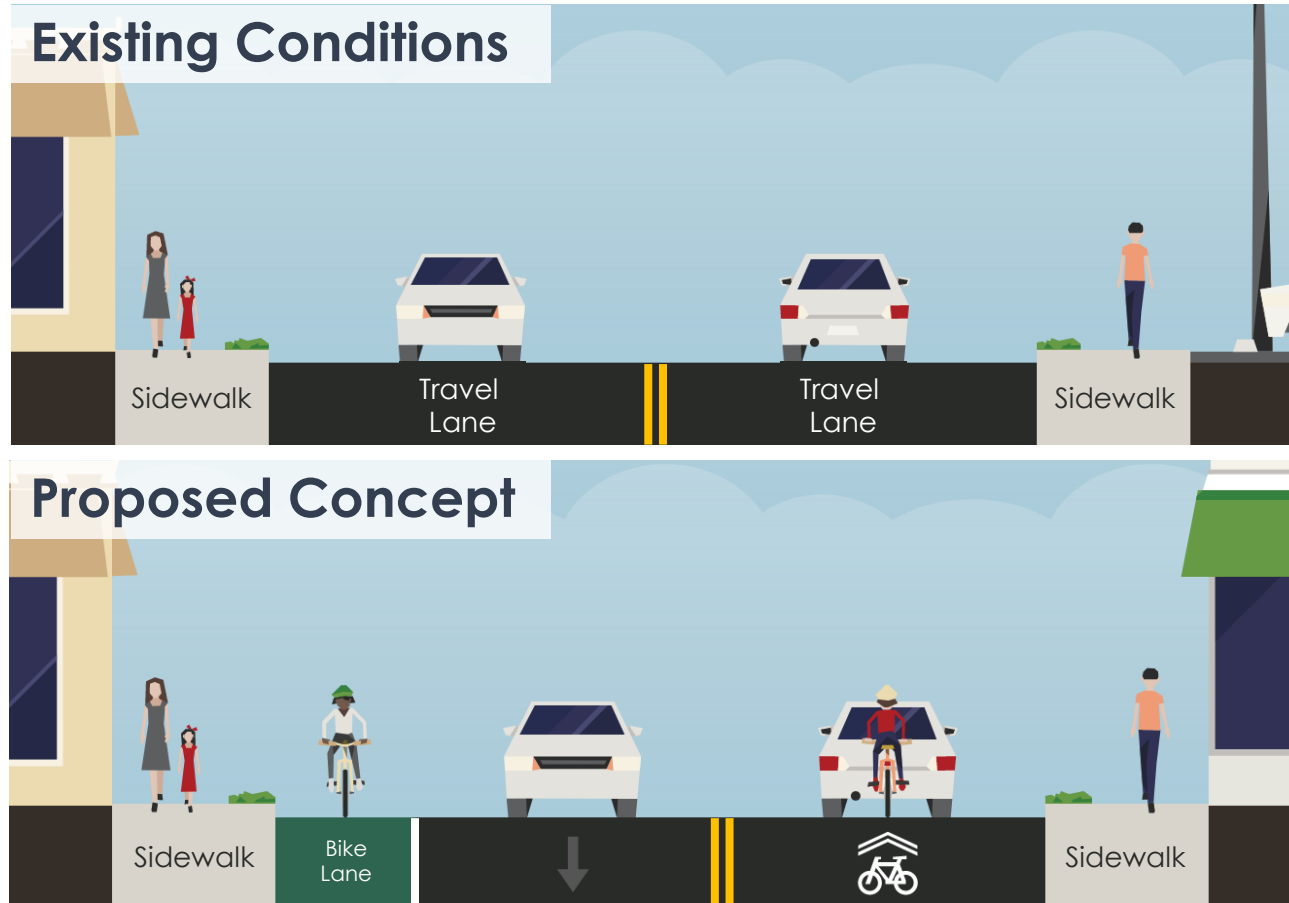 Existing Conditions
Sidewalk
Travel
Lane
Travel
Lane
Sidewalk
Proposed Concept
Sidewalk
Bike
Lane
Sidewalk